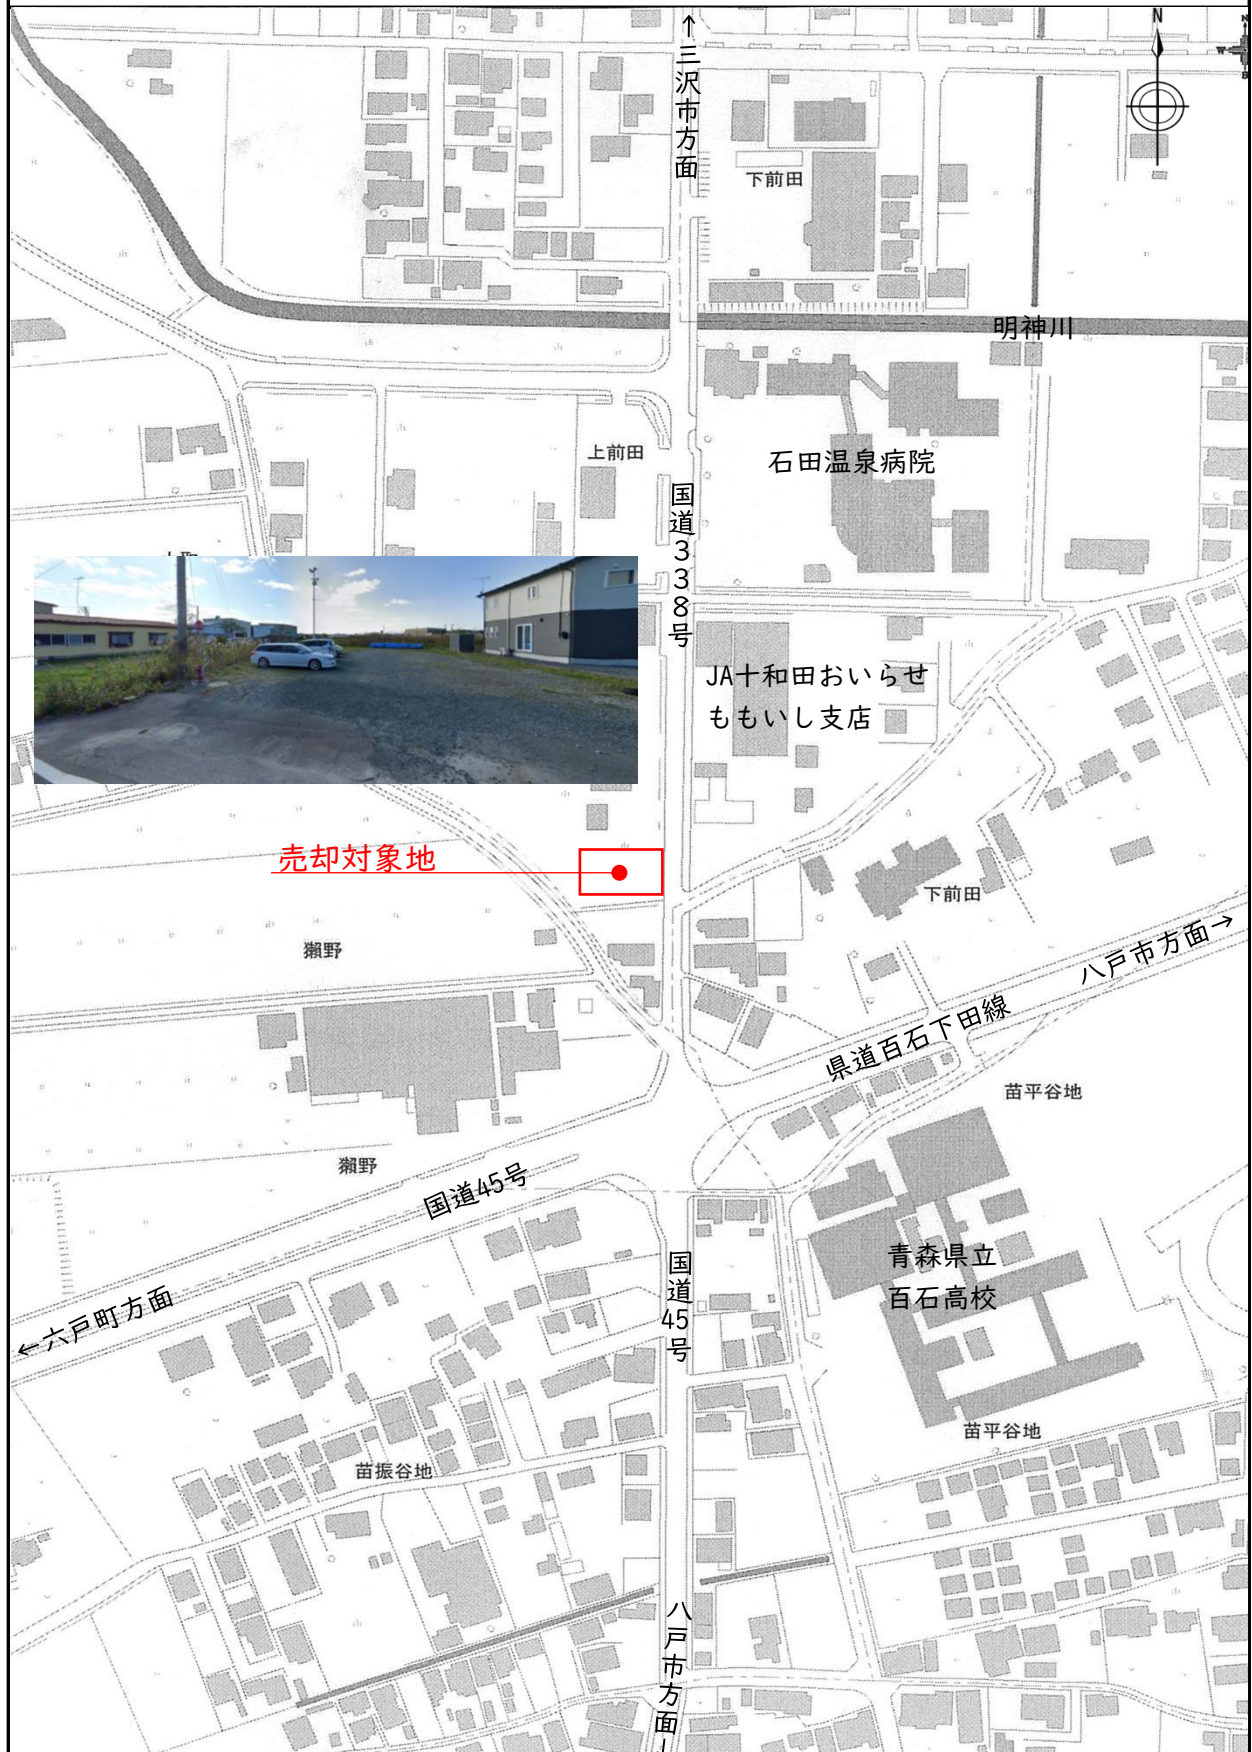 ↑三沢市方面
N
N
W
S
下前田
明神川
上前田
石田温泉病院
国道338号
JA十和田おいらせ
ももいし支店
売却対象地
下前田
獺野
八戸市方面→
県道百石下田線
苗平谷地
獺野
国道45号
青森県立
百石高校
国道45号
←六戸町方面
苗平谷地
苗振谷地
八戸市方面